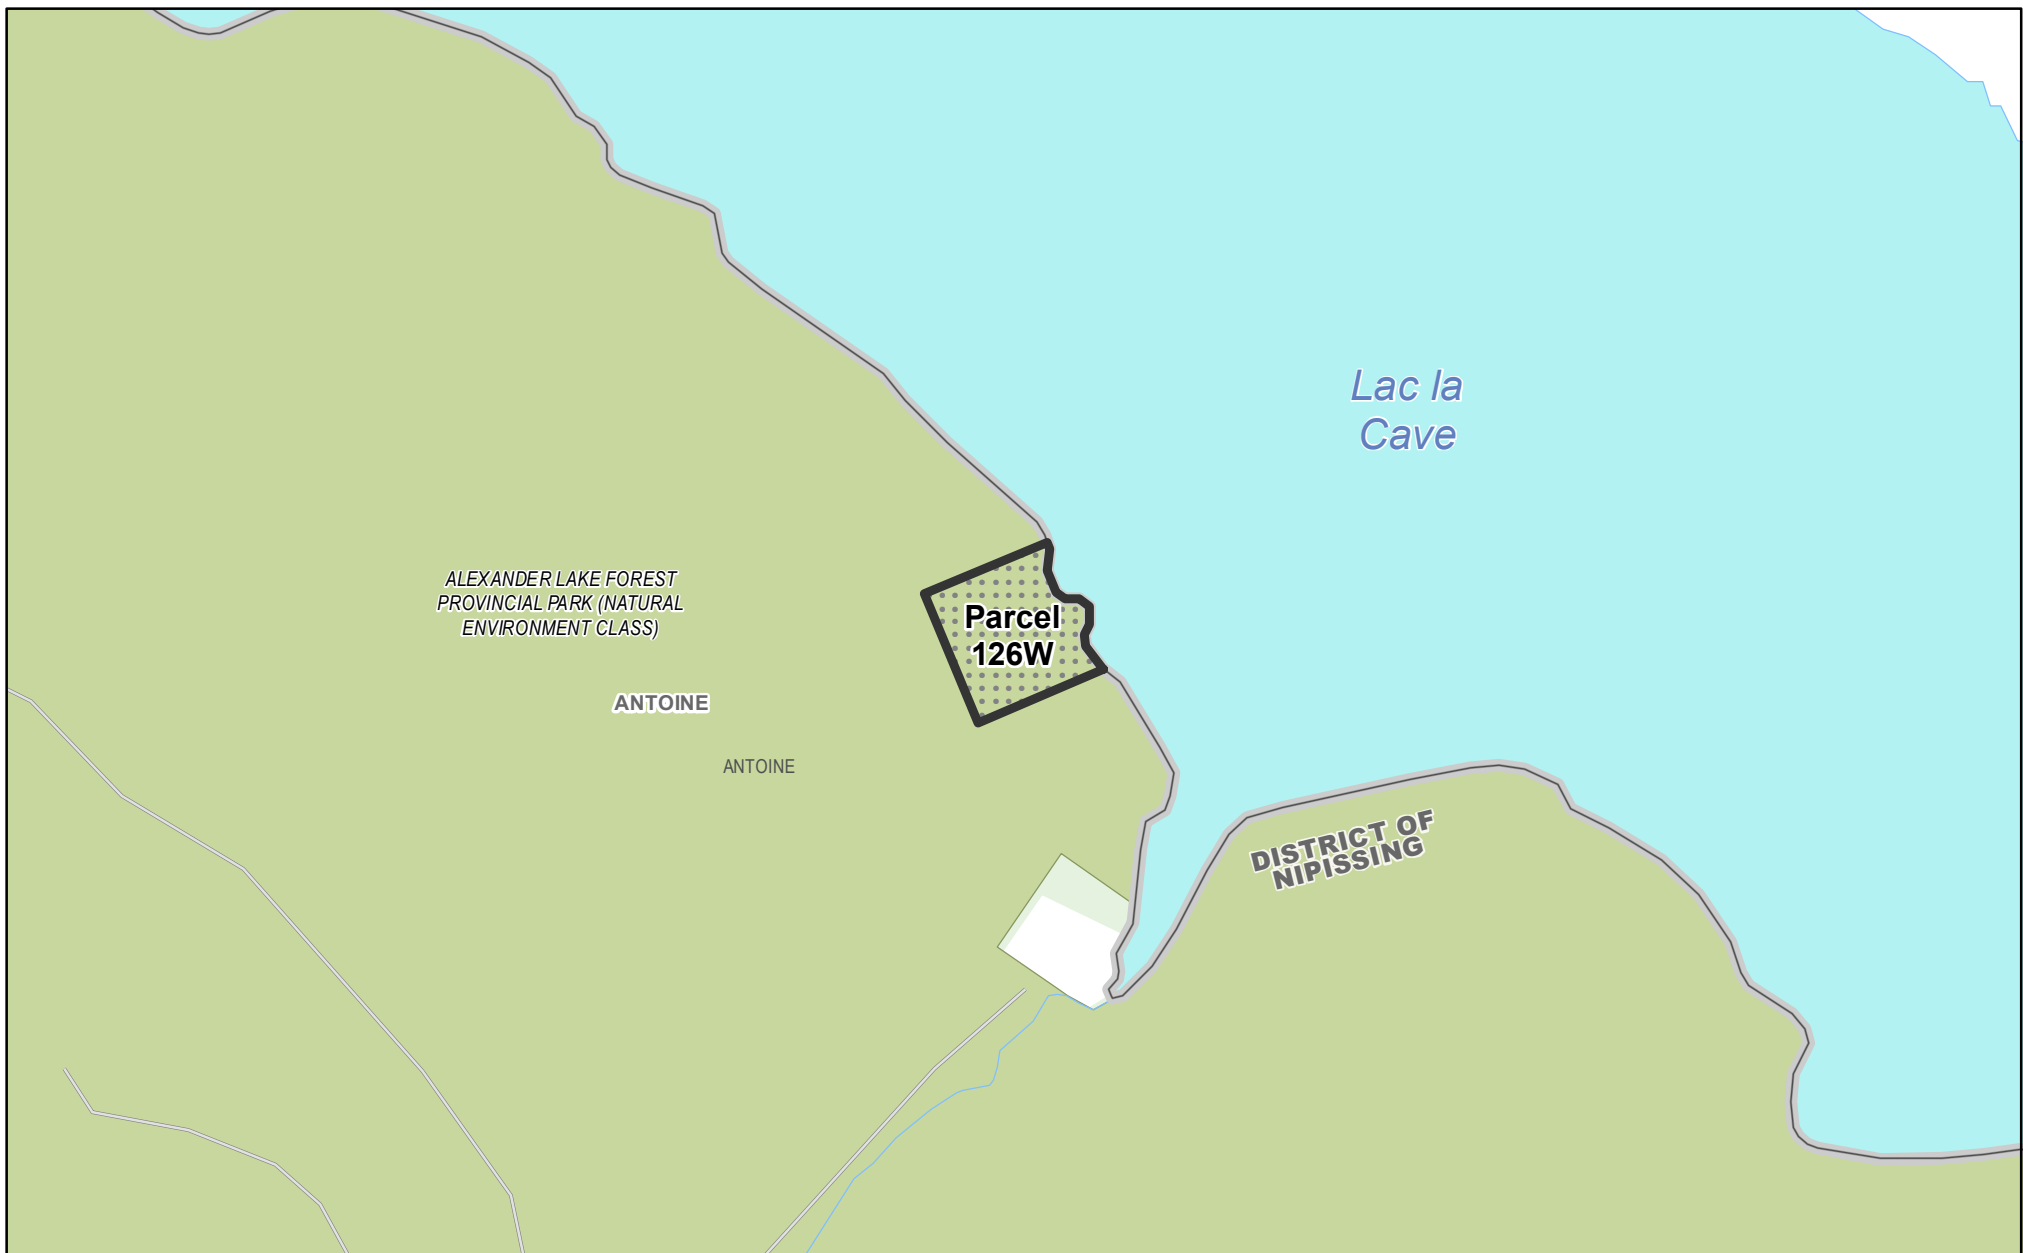 Lac la
Cave
ALEXANDER LAKE FOREST
PROVINCIAL PARK (NATURAL
ENVIRONMENT CLASS)
Parcel
126W
ANTOINE
ANTOINE
DISTRICT OF
NIPISSING